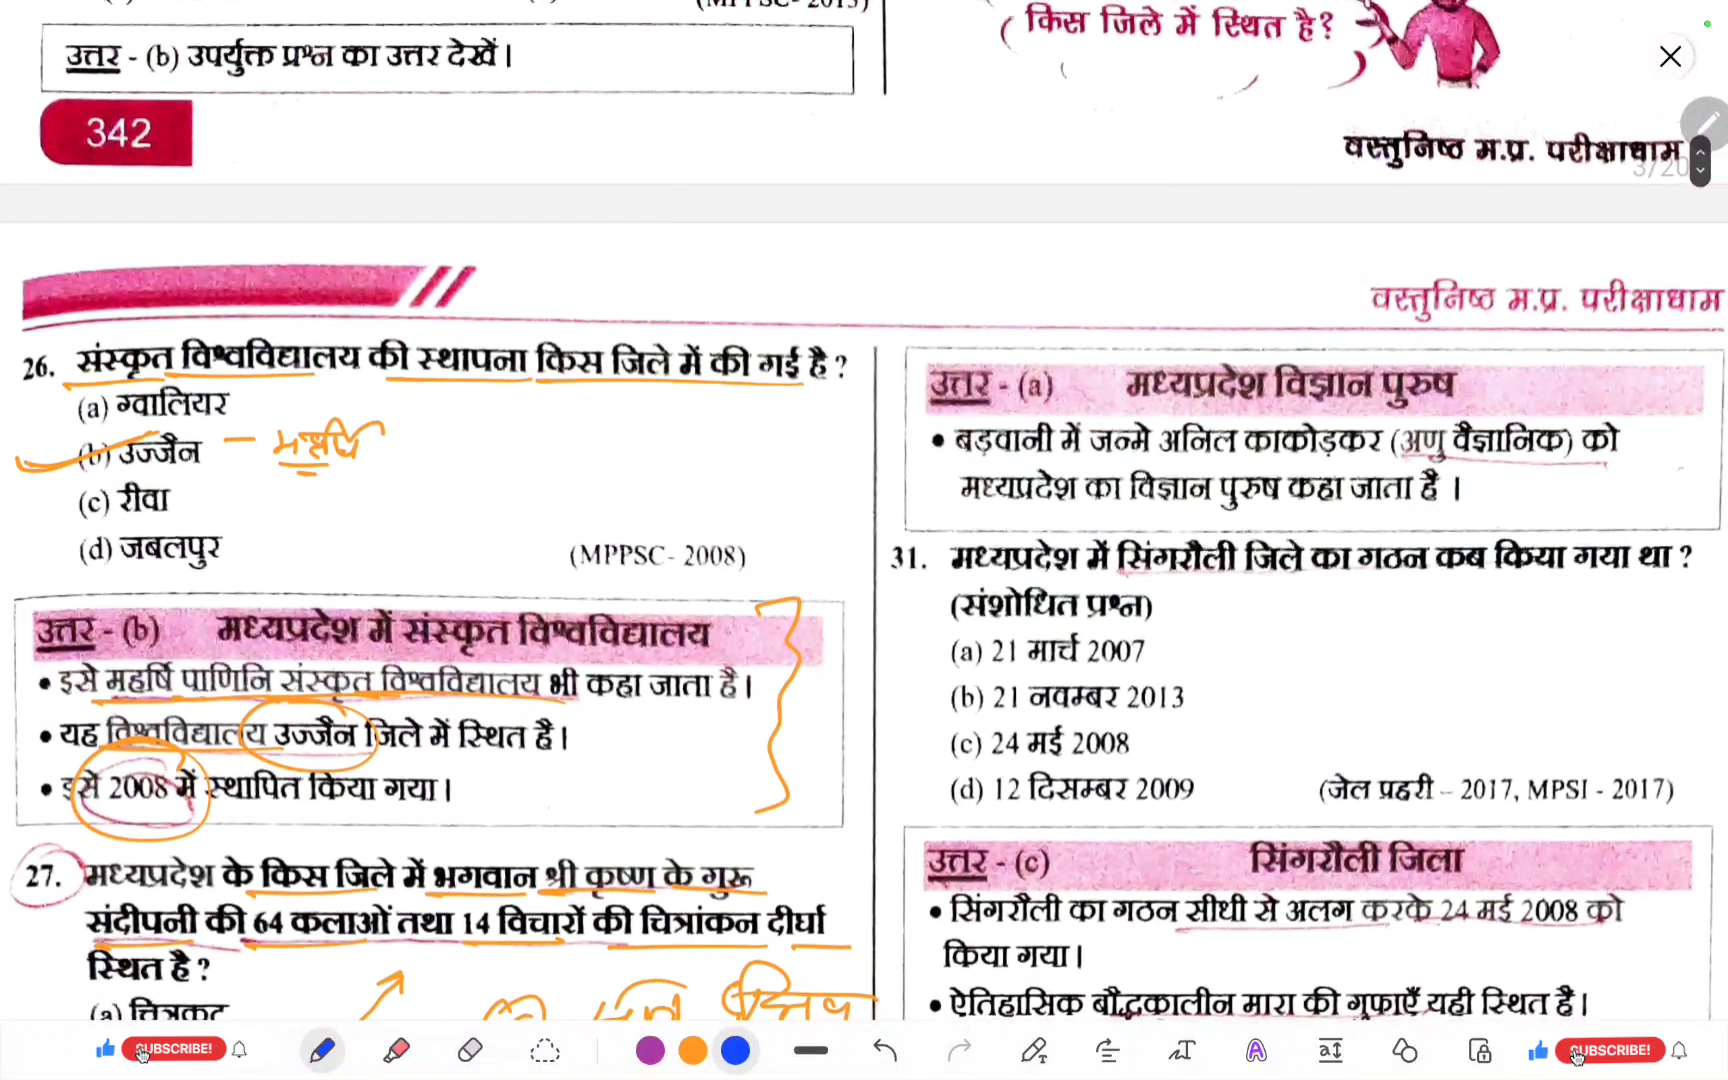 उत्तर - (b) उपर्युक्त प्रश्न का उत्तर देखें।
किस जिले में स्थित है?
342
वस्तुनिष्ठ म.प्र. परीक्षाधाम
3/20
वस्तुनिष्ठ म.प्र. परीक्षाधाम
26. संस्कृत विश्वविद्यालय की स्थापना किस जिले में की गई है ?
(a) ग्वालियर
(b) उज्जैन
(c) रीवा
(d) जबलपुर (MPPSC- 2008)
उत्तर - (b) मध्यप्रदेश में संस्कृत विश्वविद्यालय
• इसे महर्षि पाणिनि संस्कृत विश्वविद्यालय भी कहा जाता है।
• यह विश्वविद्यालय उज्जैन जिले में स्थित है।
• इसे 2008 में स्थापित किया गया।
27. मध्यप्रदेश के किस जिले में भगवान श्री कृष्ण के गुरू
संदीपनी की 64 कलाओं तथा 14 विचारों की चित्रांकन दीर्घा
स्थित है ?
(a) चित्रकूट
उत्तर - (a) मध्यप्रदेश विज्ञान पुरुष
• बड़वानी में जन्मे अनिल काकोड़कर (अणु वैज्ञानिक) को
मध्यप्रदेश का विज्ञान पुरुष कहा जाता है ।
31. मध्यप्रदेश में सिंगरौली जिले का गठन कब किया गया था ?
(संशोधित प्रश्न)
(a) 21 मार्च 2007
(b) 21 नवम्बर 2013
(c) 24 मई 2008
(d) 12 दिसम्बर 2009 (जेल प्रहरी – 2017, MPSI - 2017)
उत्तर - (c) सिंगरौली जिला
• सिंगरौली का गठन सीधी से अलग करके 24 मई 2008 को
किया गया।
• ऐतिहासिक बौद्धकालीन मारा की गुफाएँ यही स्थित है।
SUBSCRIBE!
SUBSCRIBE!